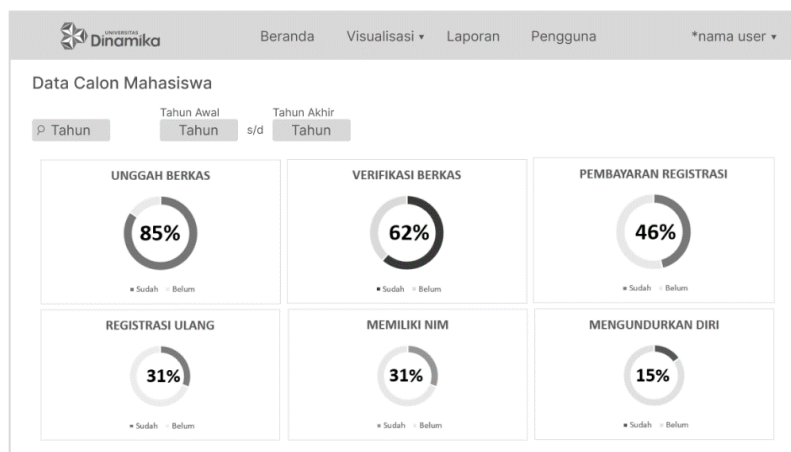 UNIVERSITAS
Dinamika
Beranda Visualisasi ▾ Laporan Pengguna *nama user ▾
Data Calon Mahasiswa
Tahun Awal Tahun Akhir
Tahun Tahun s/d Tahun
UNGGAH BERKAS VERIFIKASI BERKAS PEMBAYARAN REGISTRASI
85% 62% 46%
Sudah Belum Sudah Belum Sudah Belum
REGISTRASI ULANG MEMILIKI NIM MENGUNDURKAN DIRI
31% 31% 15%
Sudah Belum Sudah Belum Sudah Belum